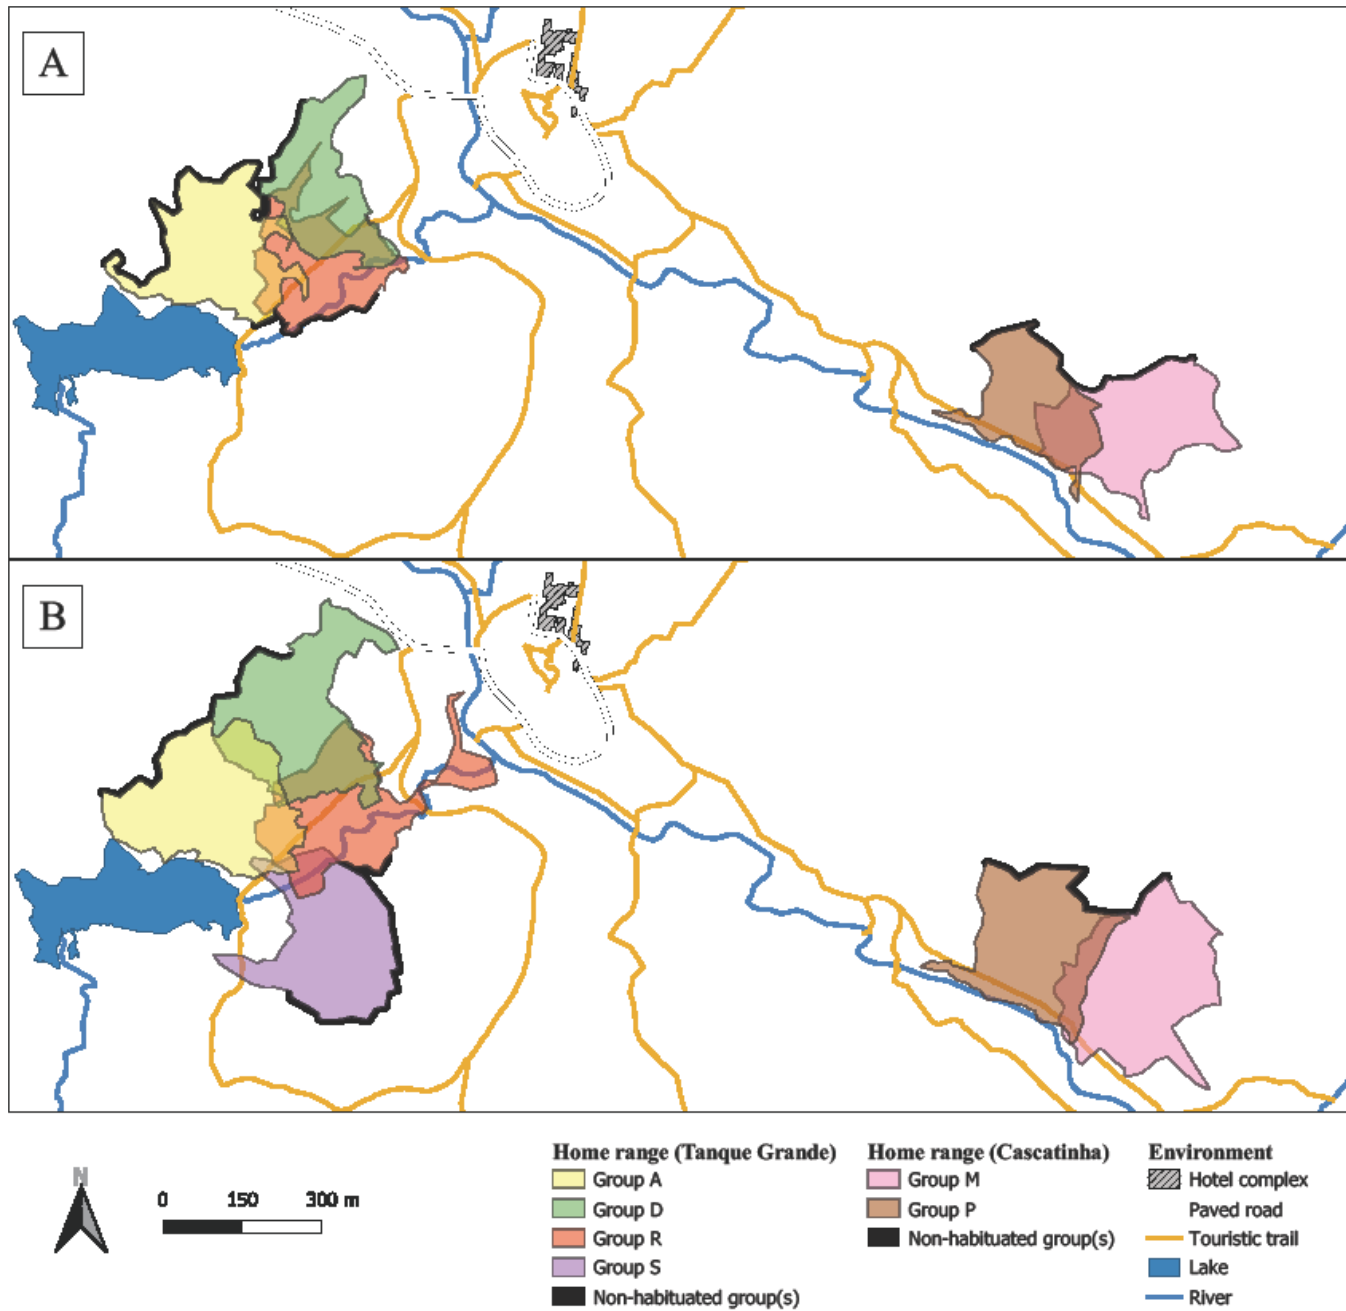 A
B
N
0 150 300 m
Home range (Tanque Grande)
Group A
Group D
Group R
Group S
Non-habituated group(s)
Home range (Cascatinha)
Group M
Group P
Non-habituated group(s)
Environment
Hotel complex
Paved road
Touristic trail
Lake
River